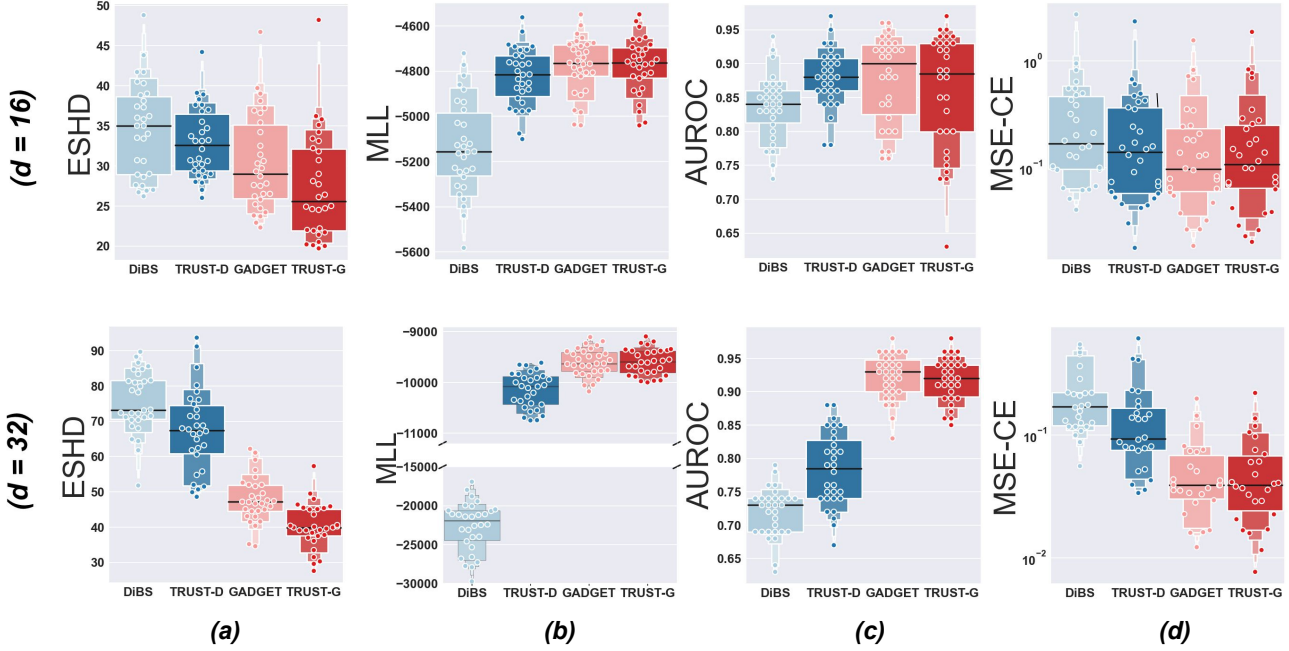 (d = 16)
ESHD
50
45
40
35
30
25
20
DiBS TRUST-D GADGET TRUST-G
MLL
−4600
−4800
−5000
−5200
−5400
−5600
DiBS TRUST-D GADGET TRUST-G
AUROC
0.95
0.90
0.85
0.80
0.75
0.70
0.65
DiBS TRUST-D GADGET TRUST-G
MSE-CE
10⁰
10⁻¹
DiBS TRUST-D GADGET TRUST-G
(d = 32)
ESHD
90
80
70
60
50
40
30
DiBS TRUST-D GADGET TRUST-G
(a)
MLL
−9000
−10000
−11000
−15000
−20000
−25000
−30000
DiBS TRUST-D GADGET TRUST-G
(b)
AUROC
0.95
0.90
0.85
0.80
0.75
0.70
0.65
DiBS TRUST-D GADGET TRUST-G
(c)
MSE-CE
10⁻¹
10⁻²
DiBS TRUST-D GADGET TRUST-G
(d)